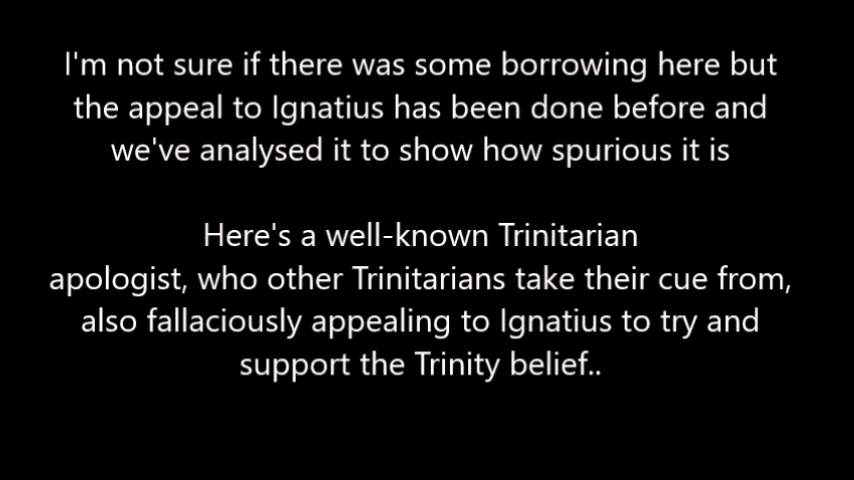 I'm not sure if there was some borrowing here but
the appeal to Ignatius has been done before and
we've analysed it to show how spurious it is
Here's a well-known Trinitarian
apologist, who other Trinitarians take their cue from,
also fallaciously appealing to Ignatius to try and
support the Trinity belief..